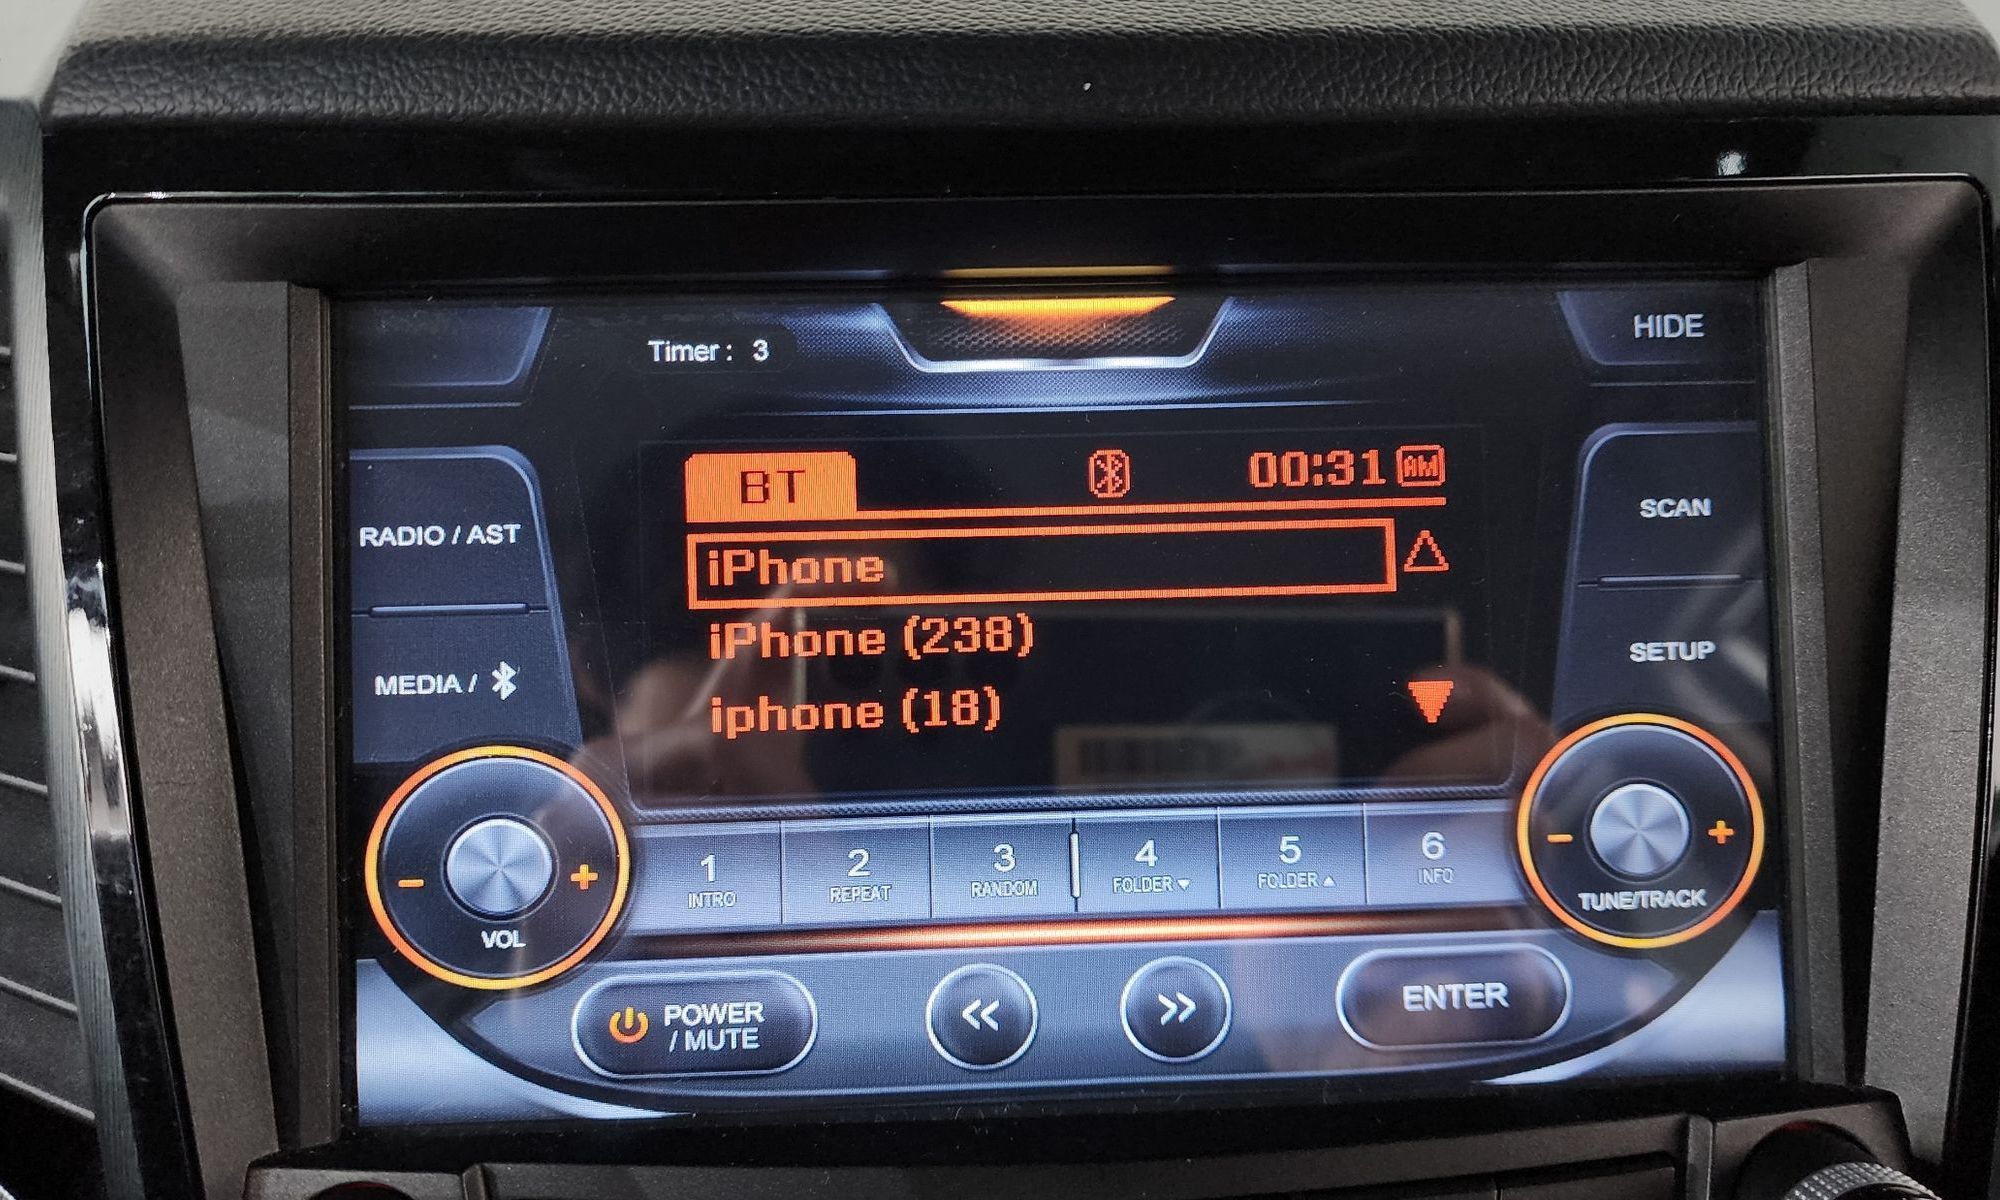 Timer : 3
HIDE
BT 00:31 AM
RADIO / AST
SCAN
iPhone
iPhone (238)
SETUP
MEDIA /
iphone (18)
- + VOL
1 INTRO
2 REPEAT
3 RANDOM
4 FOLDER ▼
5 FOLDER ▲
6 INFO
- + TUNE/TRACK
POWER
/ MUTE
<<
>>
ENTER